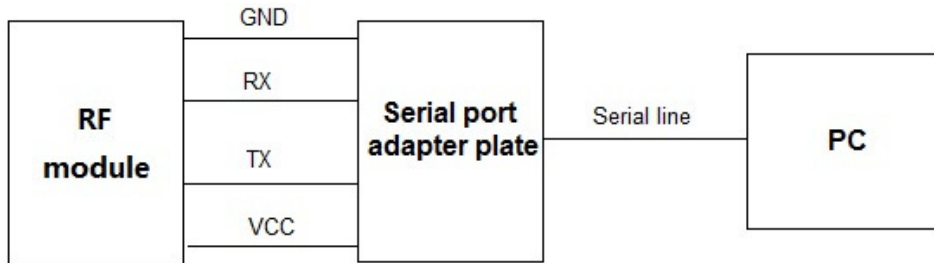 GND
RX
RF
module
TX
VCC
Serial port
adapter plate
Serial line
PC